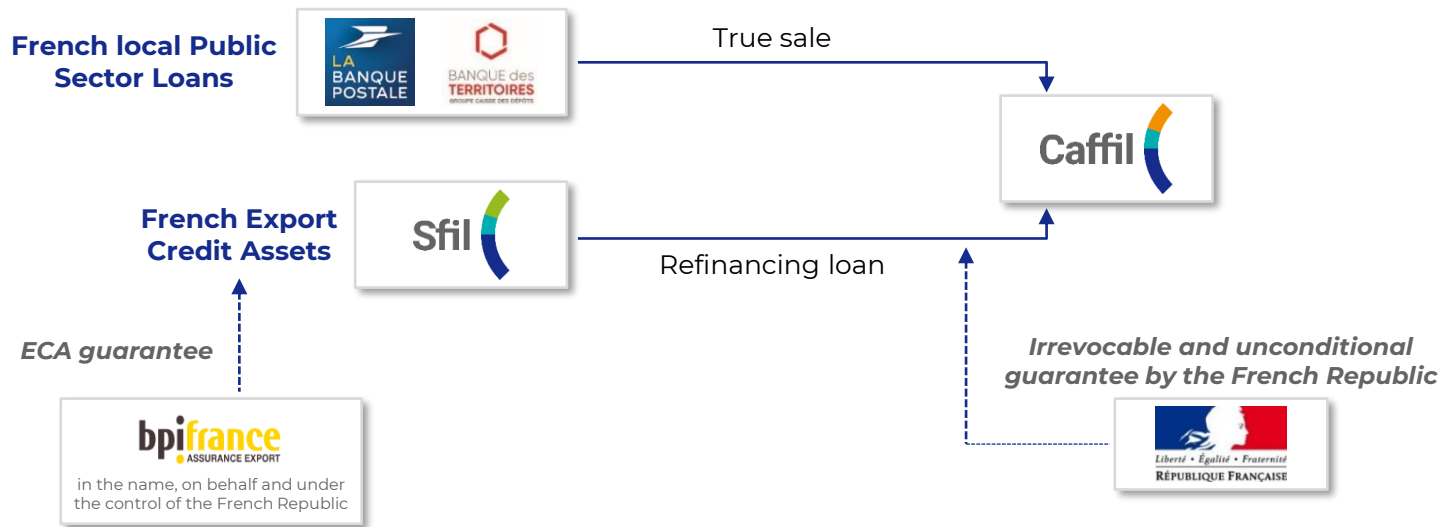 French local Public
Sector Loans
LA
BANQUE
POSTALE
BANQUE des
TERRITOIRES
GROUPE CAISSE DES DÉPÔTS
True sale
Caffil
French Export
Credit Assets
Sfil
Refinancing loan
ECA guarantee
Irrevocable and unconditional
guarantee by the French Republic
bpifrance
ASSURANCE EXPORT
in the name, on behalf and under
the control of the French Republic
Liberté • Égalité • Fraternité
RÉPUBLIQUE FRANÇAISE